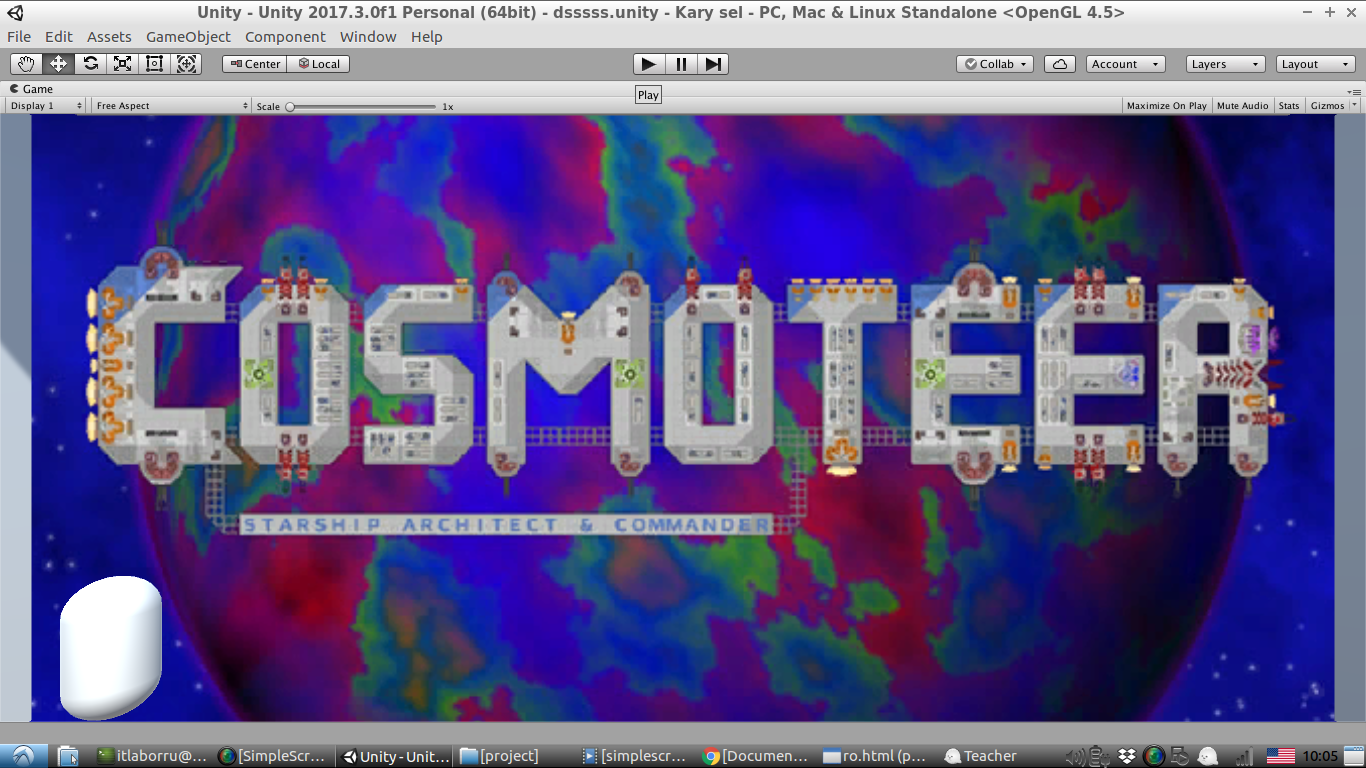 Unity - Unity 2017.3.0f1 Personal (64bit) - dsssss.unity - Kary sel - PC, Mac & Linux Standalone <OpenGL 4.5>
File Edit Assets GameObject Component Window Help
Center Local Collab Account Layers Layout
Game
Play
Display 1 Free Aspect Scale 1x Maximize On Play Mute Audio Stats Gizmos
COSMOTEER
STARSHIP ARCHITECT & COMMANDER
itlaborru@... [SimpleScr... Unity - Unit... [project] [simplescr... [Documen... ro.html (p... Teacher 10:05